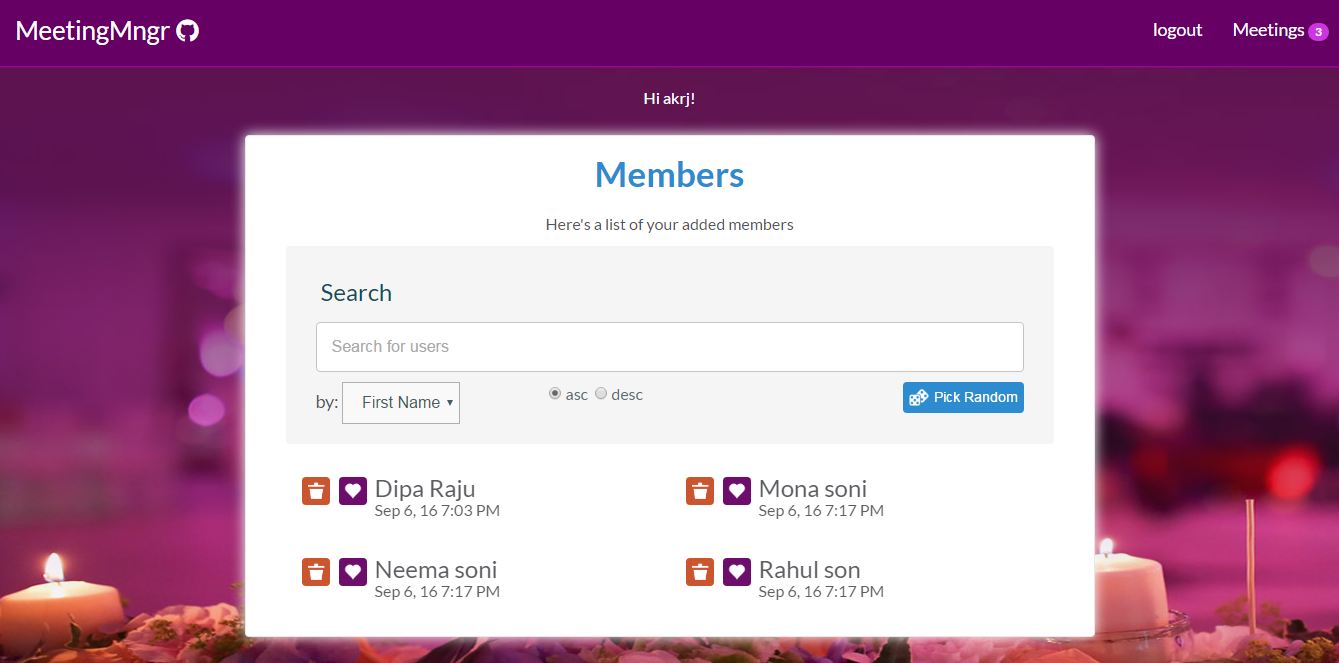 MeetingMngr
logout Meetings 3
Hi akrj!
Members
Here's a list of your added members
Search
Search for users
by: First Name asc desc Pick Random
Dipa Raju
Sep 6, 16 7:03 PM
Mona soni
Sep 6, 16 7:17 PM
Neema soni
Sep 6, 16 7:17 PM
Rahul son
Sep 6, 16 7:17 PM